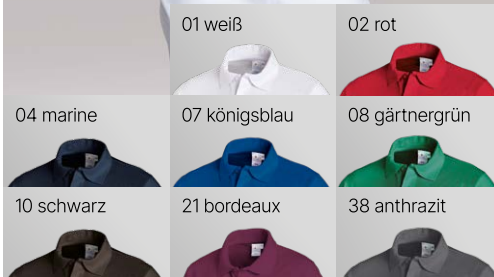 01 weiß
02 rot
04 marine
07 königsblau
08 gärtnergrün
10 schwarz
21 bordeaux
38 anthrazit